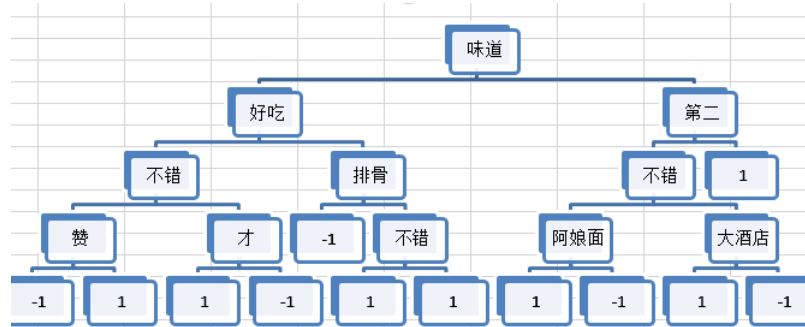 味道
好吃 第二
不错 排骨 不错 1
赞 才 -1 不错 阿娘面 大酒店
-1 1 1 -1 1 1 1 -1 1 -1